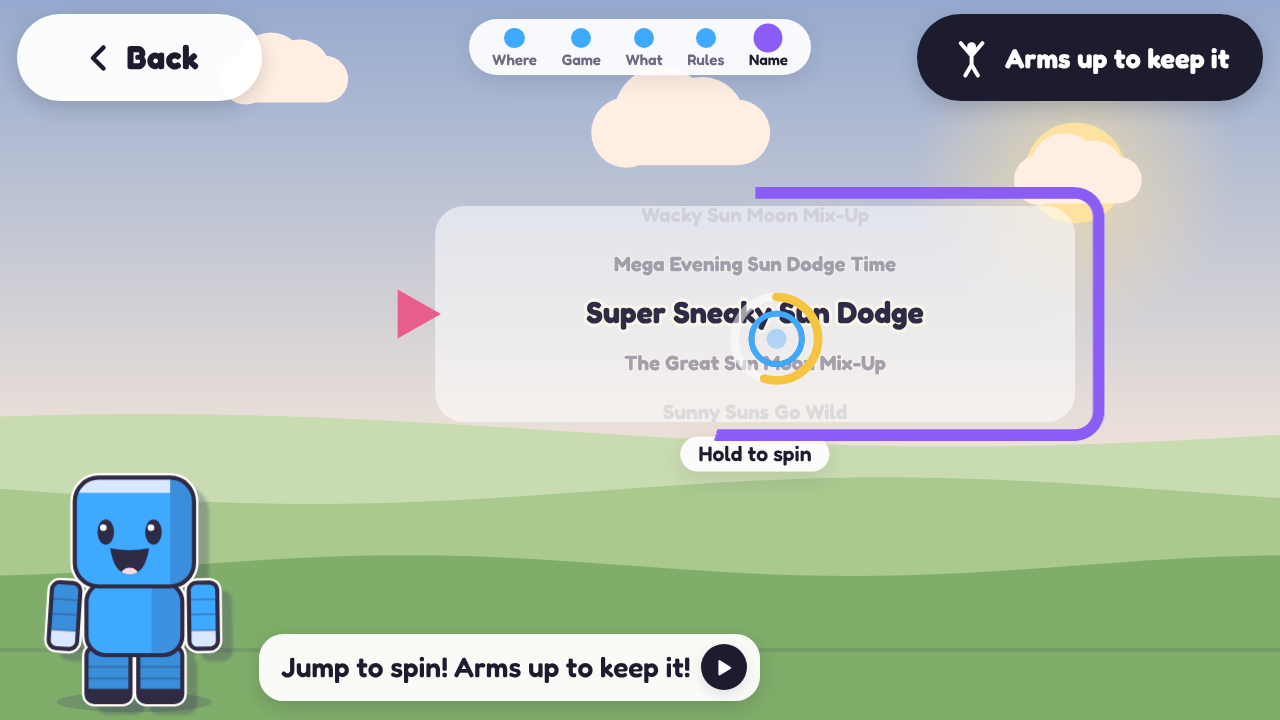 Back
Where
Game
What
Rules
Name
Arms up to keep it
Wacky Sun Moon Mix-Up
Mega Evening Sun Dodge Time
Super Sneaky Sun Dodge
The Great Sun Moon Mix-Up
Sunny Suns Go Wild
Hold to spin
Jump to spin! Arms up to keep it!